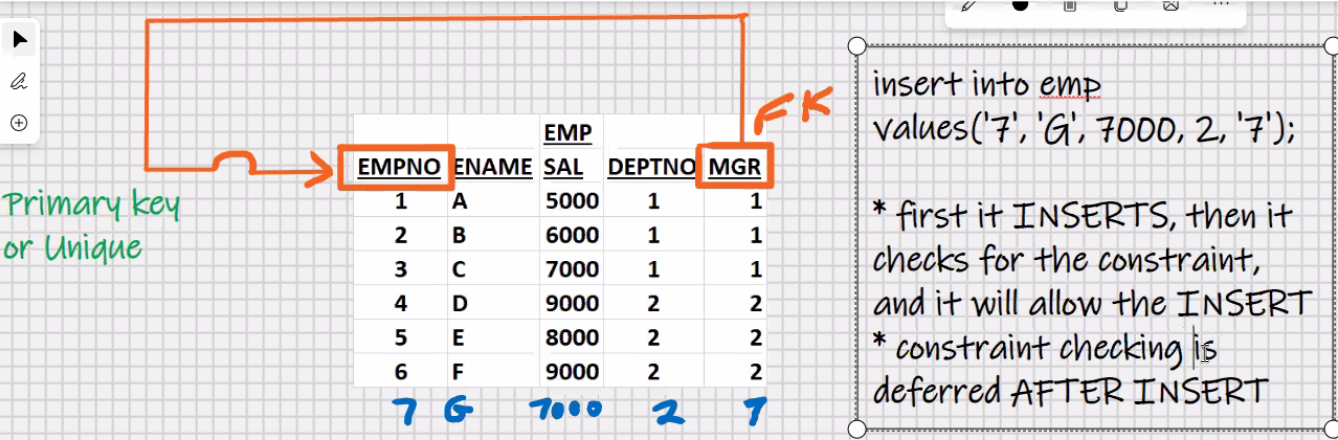 FK
EMP
EMPNO ENAME SAL DEPTNO MGR
1 A 5000 1 1
2 B 6000 1 1
3 C 7000 1 1
4 D 9000 2 2
5 E 8000 2 2
6 F 9000 2 2
7 G 7000 2 7
Primary key
or Unique
insert into emp
values('7', 'G', 7000, 2, '7');
* first it INSERTS, then it
checks for the constraint,
and it will allow the INSERT
* constraint checking is
deferred AFTER INSERT